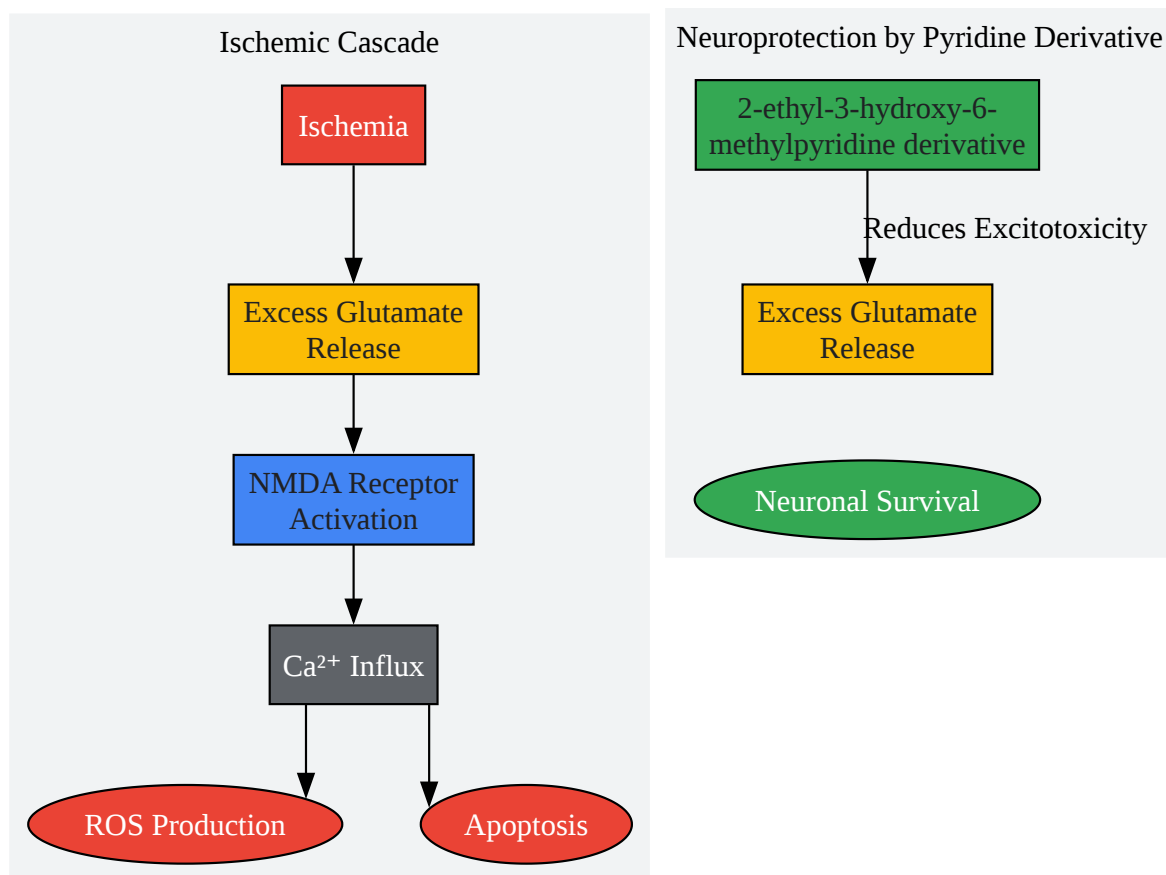 Ischemic Cascade
Ischemia
Excess Glutamate
Release
NMDA Receptor
Activation
Ca²⁺ Influx
ROS Production
Apoptosis
Neuroprotection by Pyridine Derivative
2-ethyl-3-hydroxy-6-
methylpyridine derivative
Reduces Excitotoxicity
Excess Glutamate
Release
Neuronal Survival